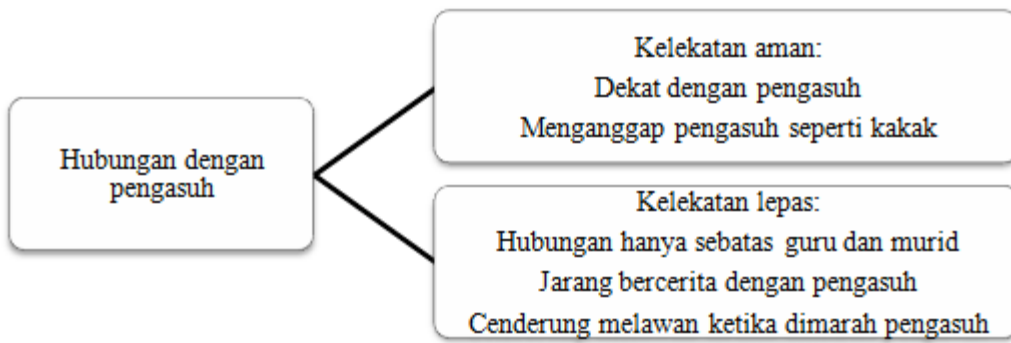 Hubungan dengan
pengasuh
Kelekatan aman:
Dekat dengan pengasuh
Menganggap pengasuh seperti kakak
Kelekatan lepas:
Hubungan hanya sebatas guru dan murid
Jarang bercerita dengan pengasuh
Cenderung melawan ketika dimarah pengasuh